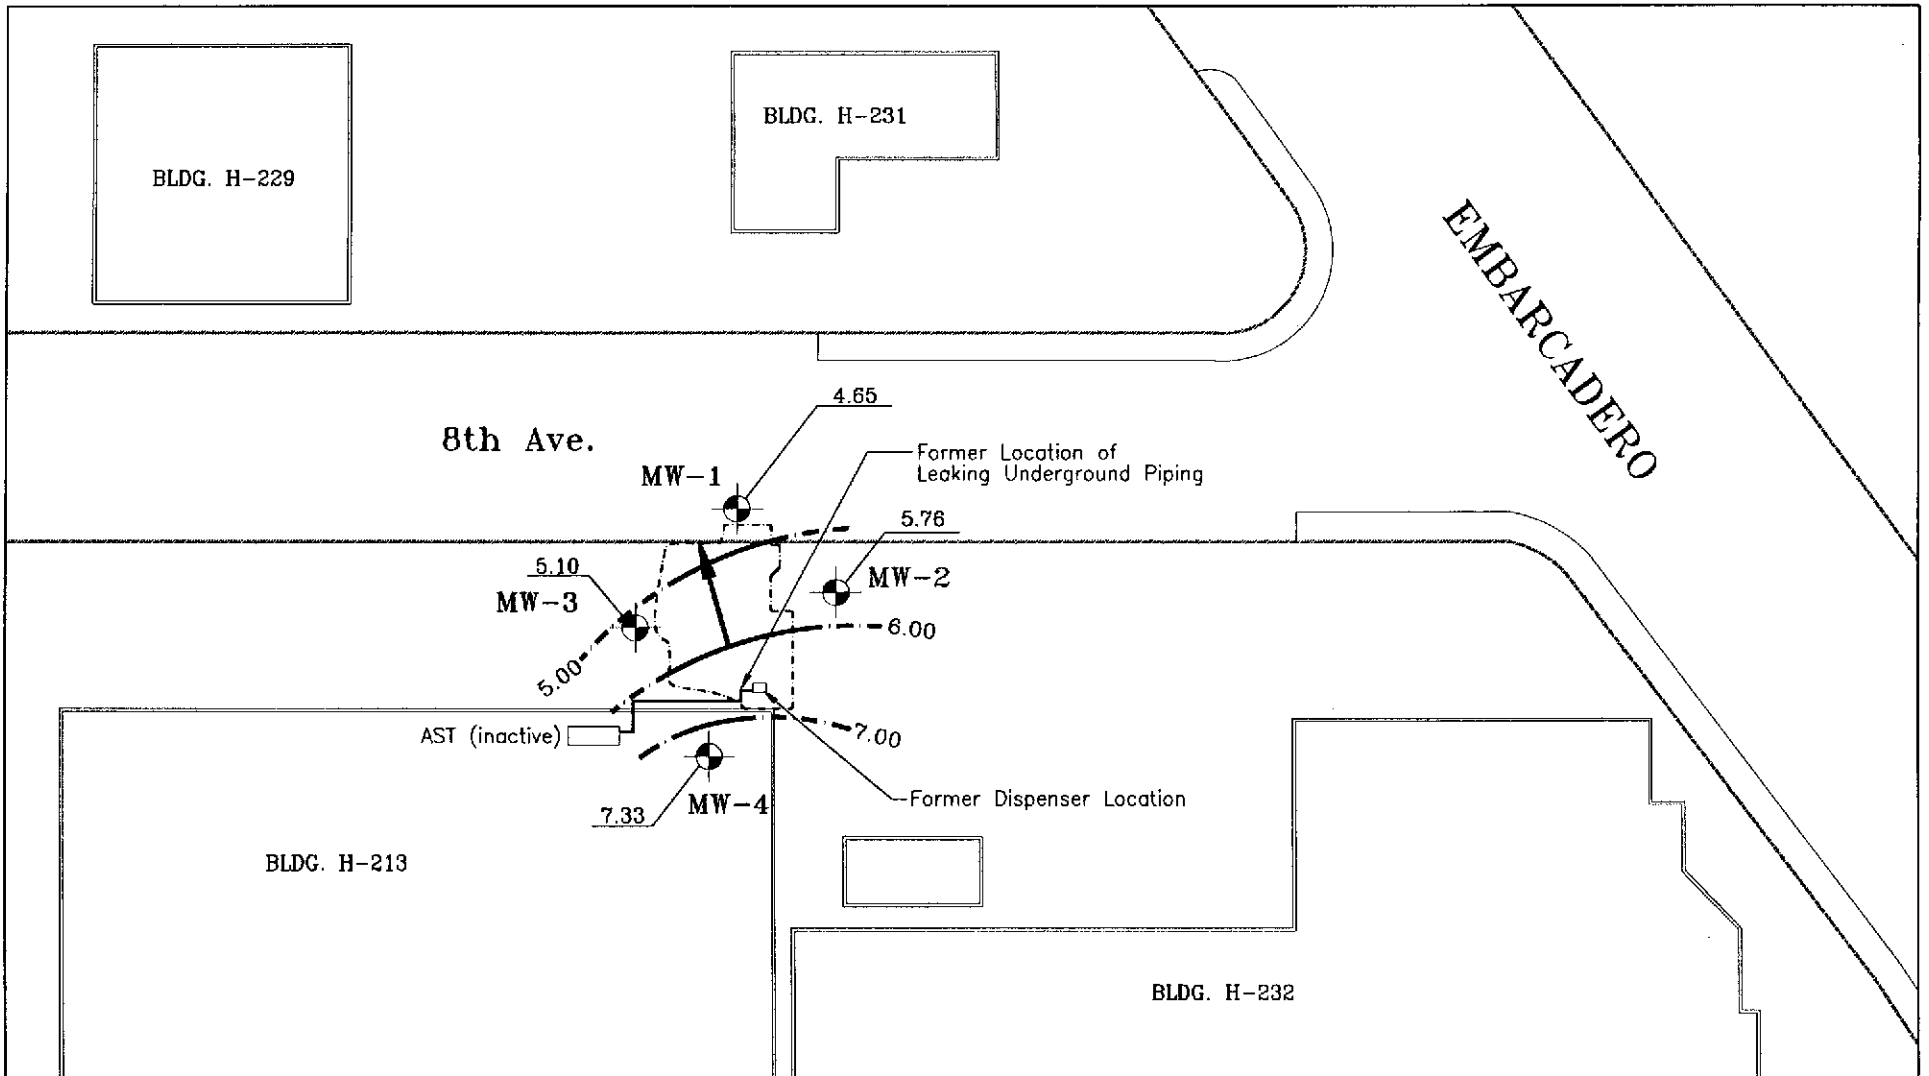 BLDG. H-229
BLDG. H-231
EMBARCADERO
8th Ave.
4.65
MW-1
Former Location of
Leaking Underground Piping
5.76
MW-2
5.10
MW-3
6.00
5.00
AST (inactive)
7.00
7.33
MW-4
Former Dispenser Location
BLDG. H-213
BLDG. H-232